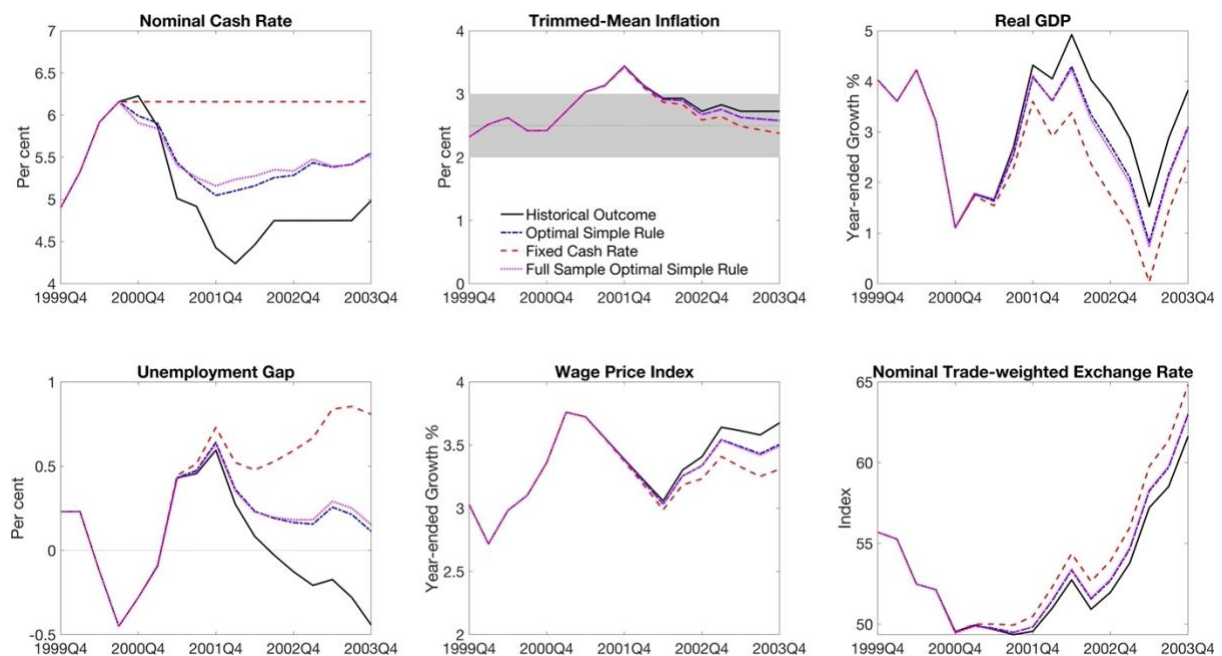 Nominal Cash Rate
Per cent
7
6.5
6
5.5
5
4.5
4
1999Q4 2000Q4 2001Q4 2002Q4 2003Q4
Trimmed-Mean Inflation
Per cent
4
3
2
1
0
Historical Outcome
Optimal Simple Rule
Fixed Cash Rate
Full Sample Optimal Simple Rule
1999Q4 2000Q4 2001Q4 2002Q4 2003Q4
Real GDP
Year-ended Growth %
5
4
3
2
1
0
1999Q4 2000Q4 2001Q4 2002Q4 2003Q4
Unemployment Gap
Per cent
1
0.5
0
-0.5
1999Q4 2000Q4 2001Q4 2002Q4 2003Q4
Wage Price Index
Year-ended Growth %
4
3.5
3
2.5
2
1999Q4 2000Q4 2001Q4 2002Q4 2003Q4
Nominal Trade-weighted Exchange Rate
Index
65
60
55
50
1999Q4 2000Q4 2001Q4 2002Q4 2003Q4